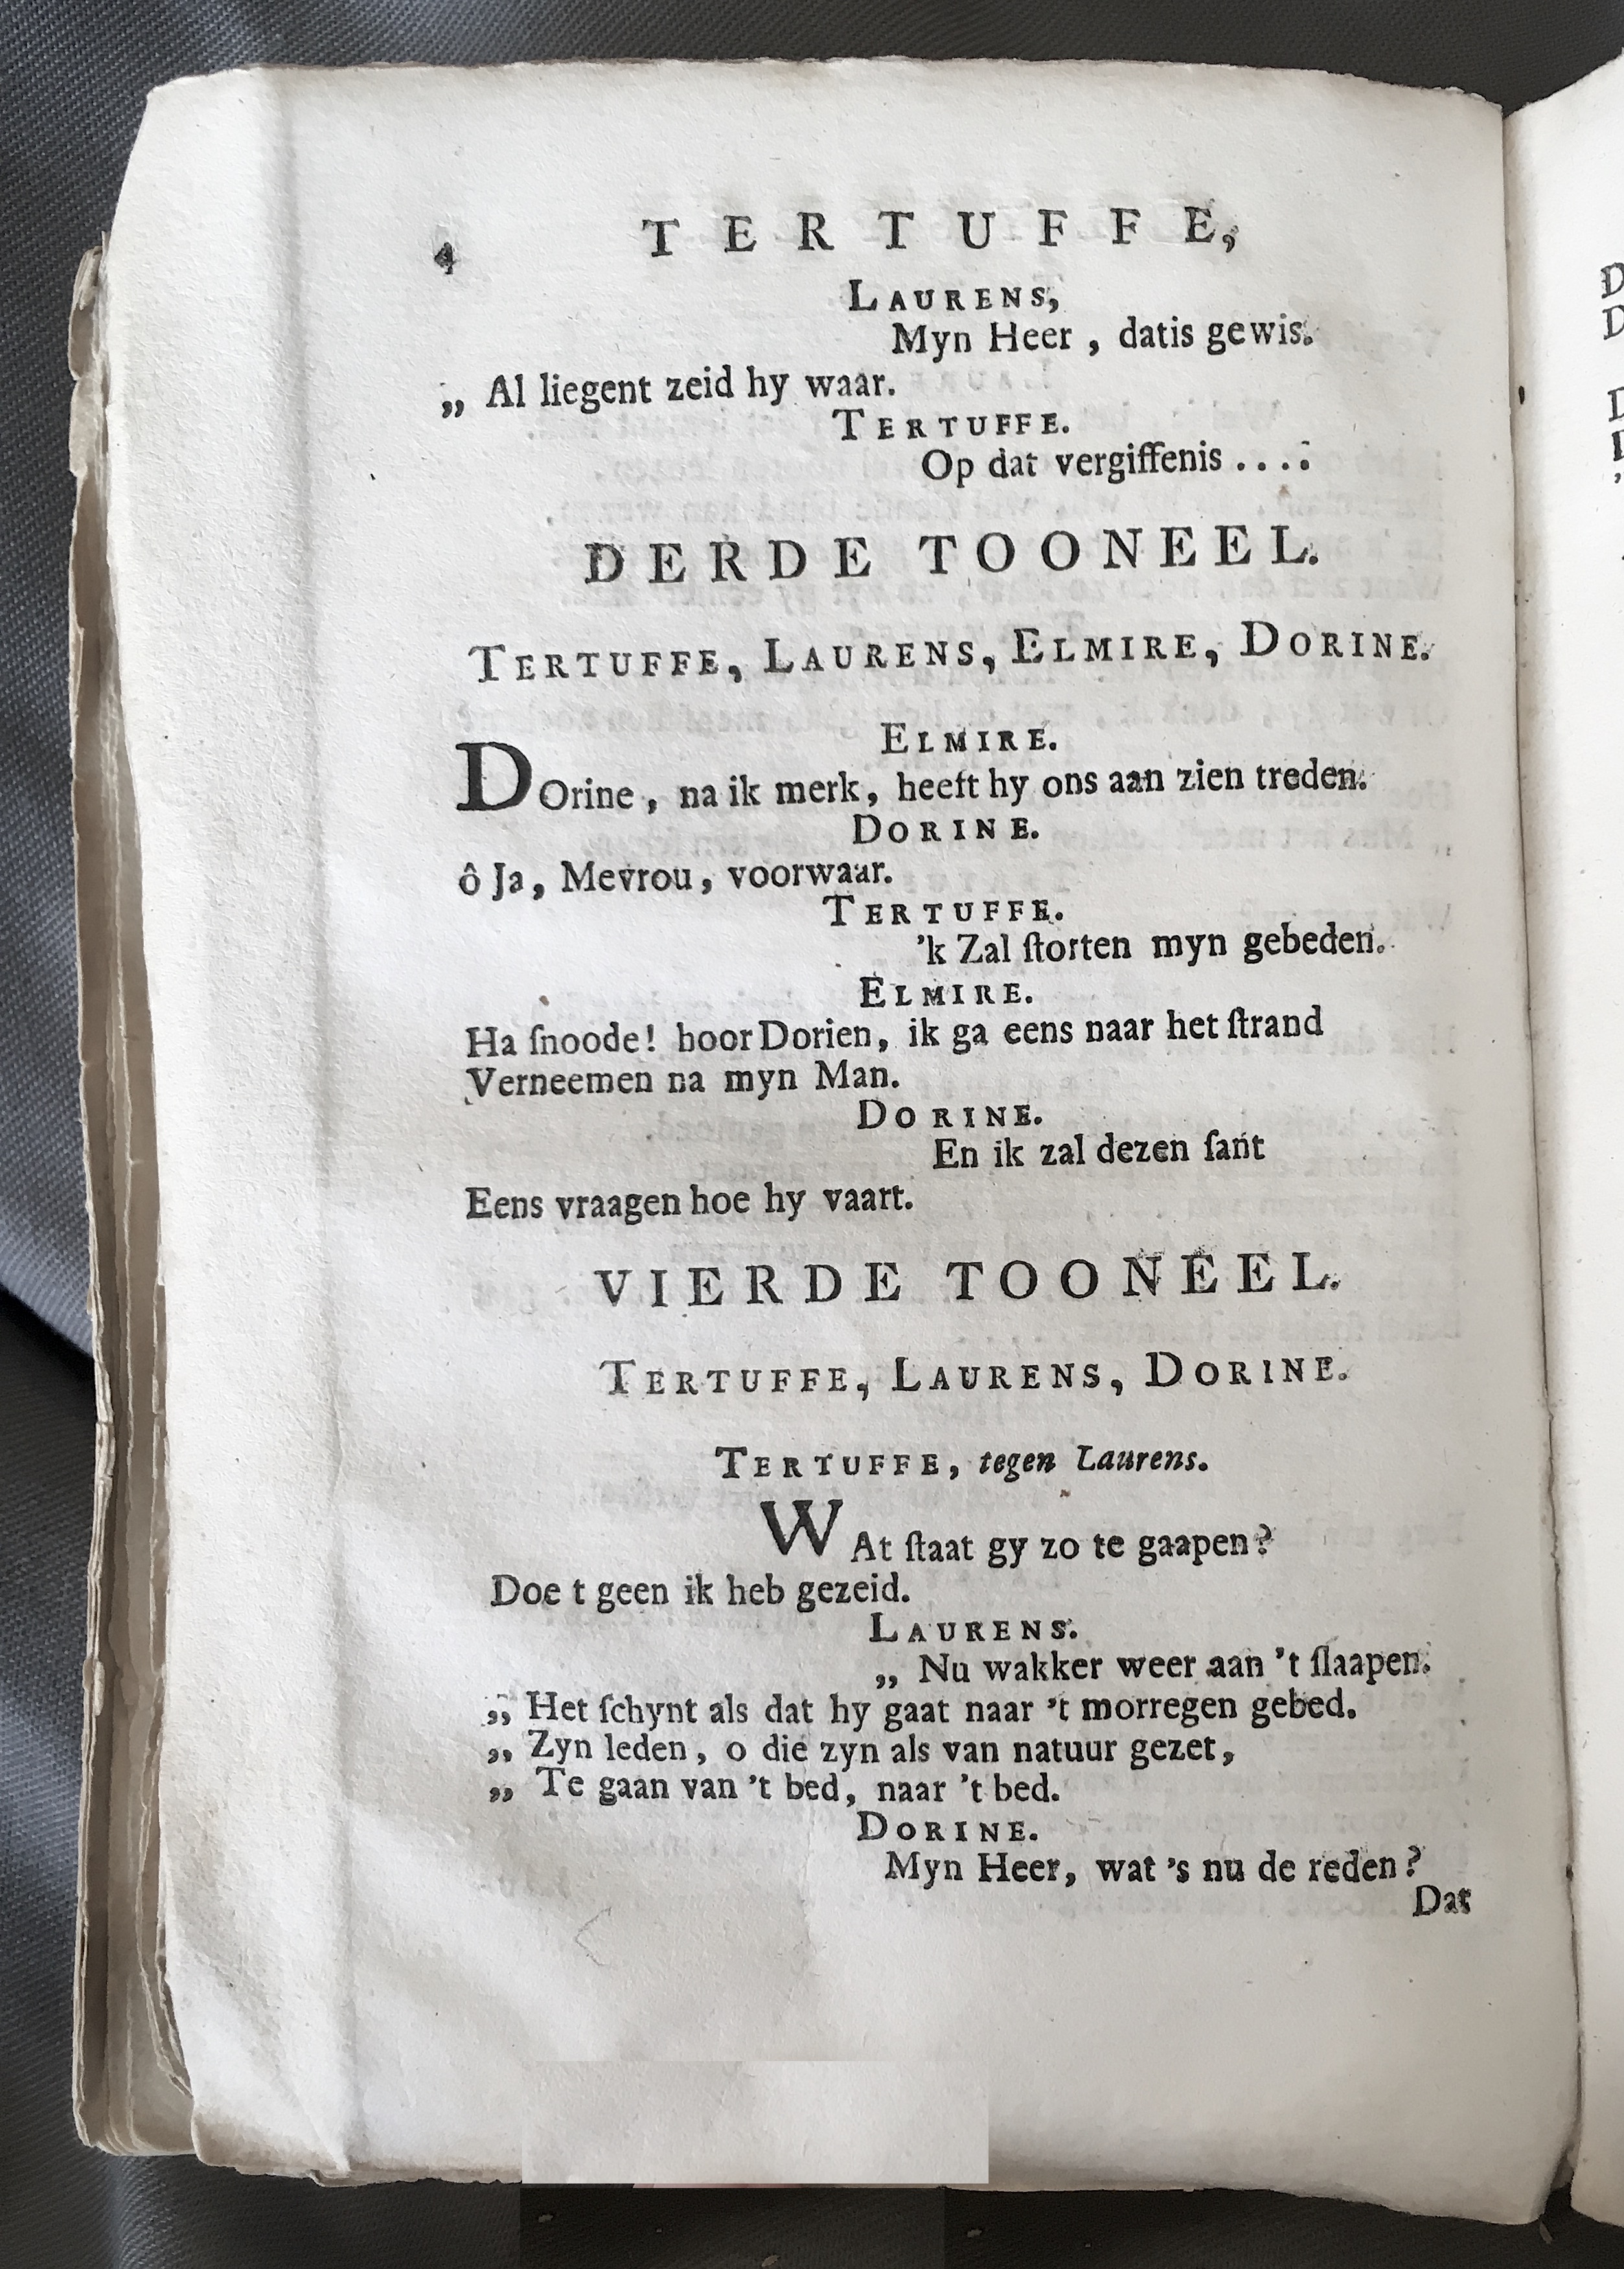 4 TERTUFFE,
LAURENS,
Myn Heer, datis gewis.
„ Al liegent zeid hy waar.
TERTUFFE.
Op dat vergiffenis ....
DERDE TOONEEL.
TERTUFFE, LAURENS, ELMIRE, DORINE.
ELMIRE.
DOrine, na ik merk, heeft hy ons aan zien treden.
DORINE.
ô Ja, Mevrou, voorwaar.
TERTUFFE.
'k Zal ſtorten myn gebeden.
ELMIRE.
Ha ſnoode! hoor Dorien, ik ga eens naar het ſtrand
Verneemen na myn Man.
DORINE.
En ik zal dezen ſant
Eens vraagen hoe hy vaart.
VIERDE TOONEEL.
TERTUFFE, LAURENS, DORINE.
TERTUFFE, tegen Laurens.
WAt ſtaat gy zo te gaapen?
Doe t geen ik heb gezeid.
LAURENS.
„ Nu wakker weer aan 't ſlaapen.
„ Het ſchynt als dat hy gaat naar 't morregen gebed.
„ Zyn leden, o die zyn als van natuur gezet,
„ Te gaan van 't bed, naar 't bed.
DORINE.
Myn Heer, wat 's nu de reden?
Dat